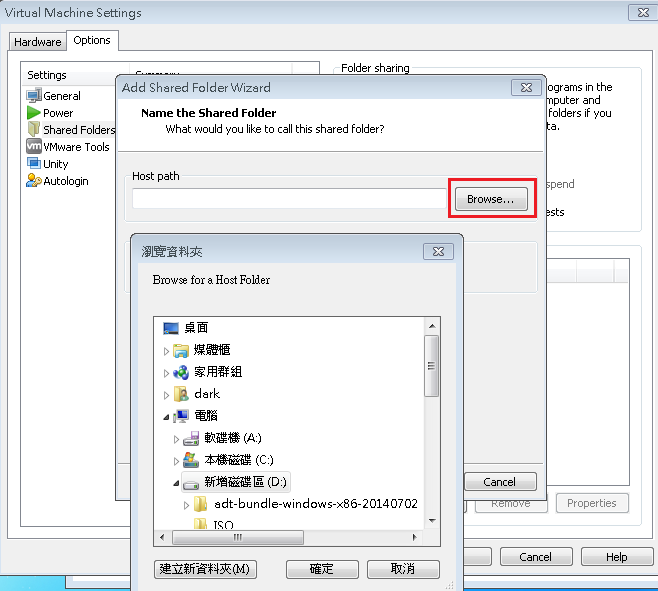 Virtual Machine Settings
Hardware
Options
Settings
Summary
General
Power
Shared Folders
VMware Tools
Unity
Autologin
Folder sharing
ograms in the
mputer and
folders if you
ta.
spend
ests
Add Shared Folder Wizard
Name the Shared Folder
What would you like to call this shared folder?
Host path
Browse...
瀏覽資料夾
Browse for a Host Folder
桌面
媒體櫃
家用群組
dark
電腦
軟碟機 (A:)
本機磁碟 (C:)
新增磁碟區 (D:)
adt-bundle-windows-x86-20140702
ISO
建立新資料夾(M)
確定
取消
Cancel
Remove
Properties
Cancel
Help